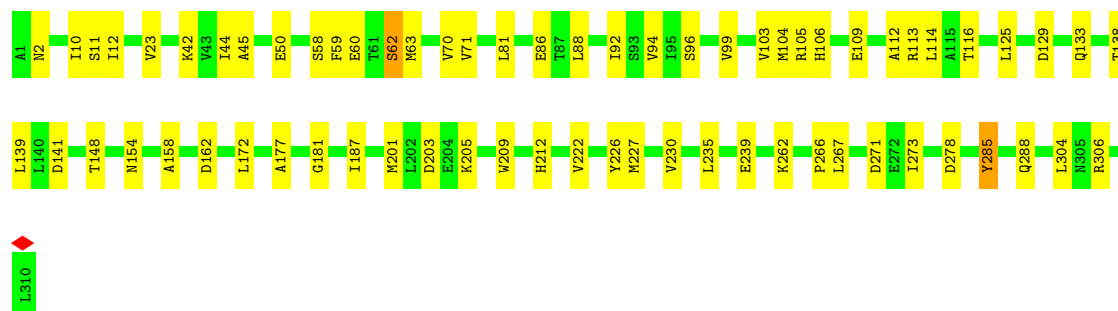 A1 N2 I10 S11 I12 V23 K42 V43 I44 A45 E50 S58 F59 E60 T61 S62 M63 V70 V71 L81 E86 T87 L88 I92 S93 V94 I95 S96 V99 V103 M104 R105 H106 E109 A112 R113 L114 A115 T116 L125 D129 Q133 T138
L139 L140 D141 T148 N154 A158 D162 L172 A177 G181 I187 M201 L202 D203 E204 K205 W209 H212 V222 Y226 M227 V230 L235 E239 K262 P266 L267 D271 E272 I273 D278 Y285 Q288 L304 N305 R306
L310